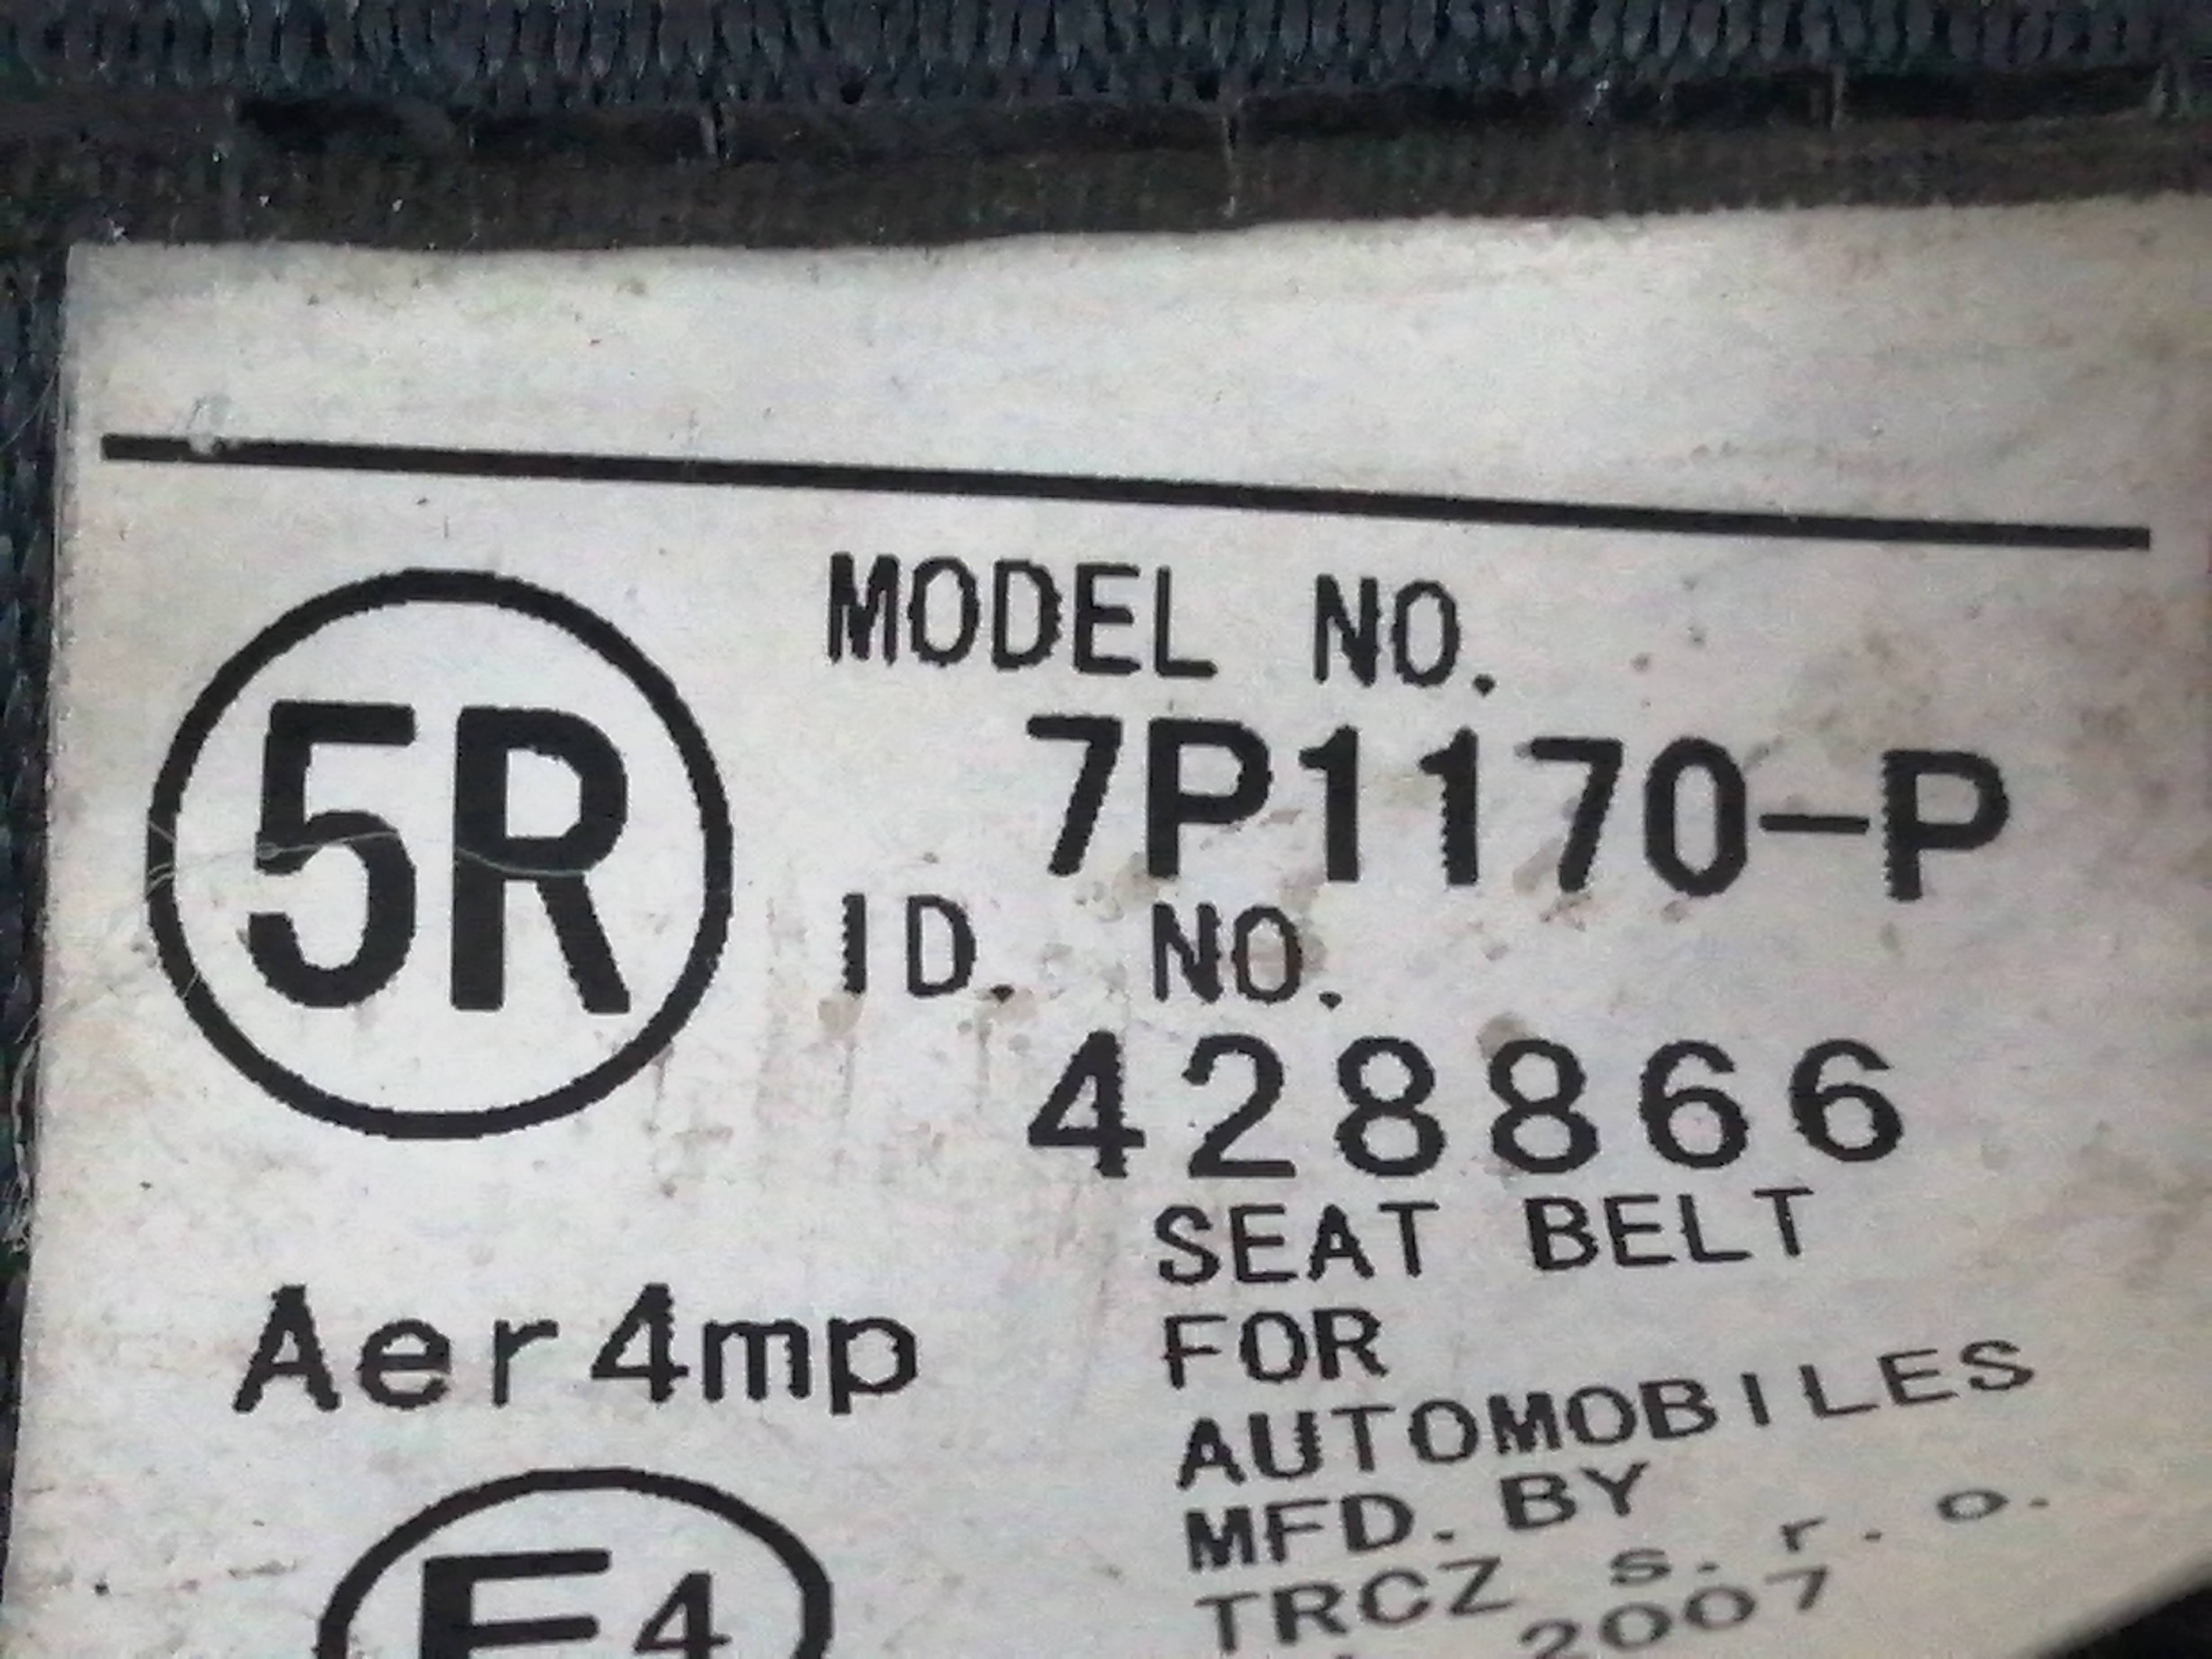 5R
MODEL NO.
7P1170-P
ID. NO.
428866
SEAT BELT
FOR
AUTOMOBILES
MFD. BY
TRCZ s. r. o.
2007
Aer4mp
E4